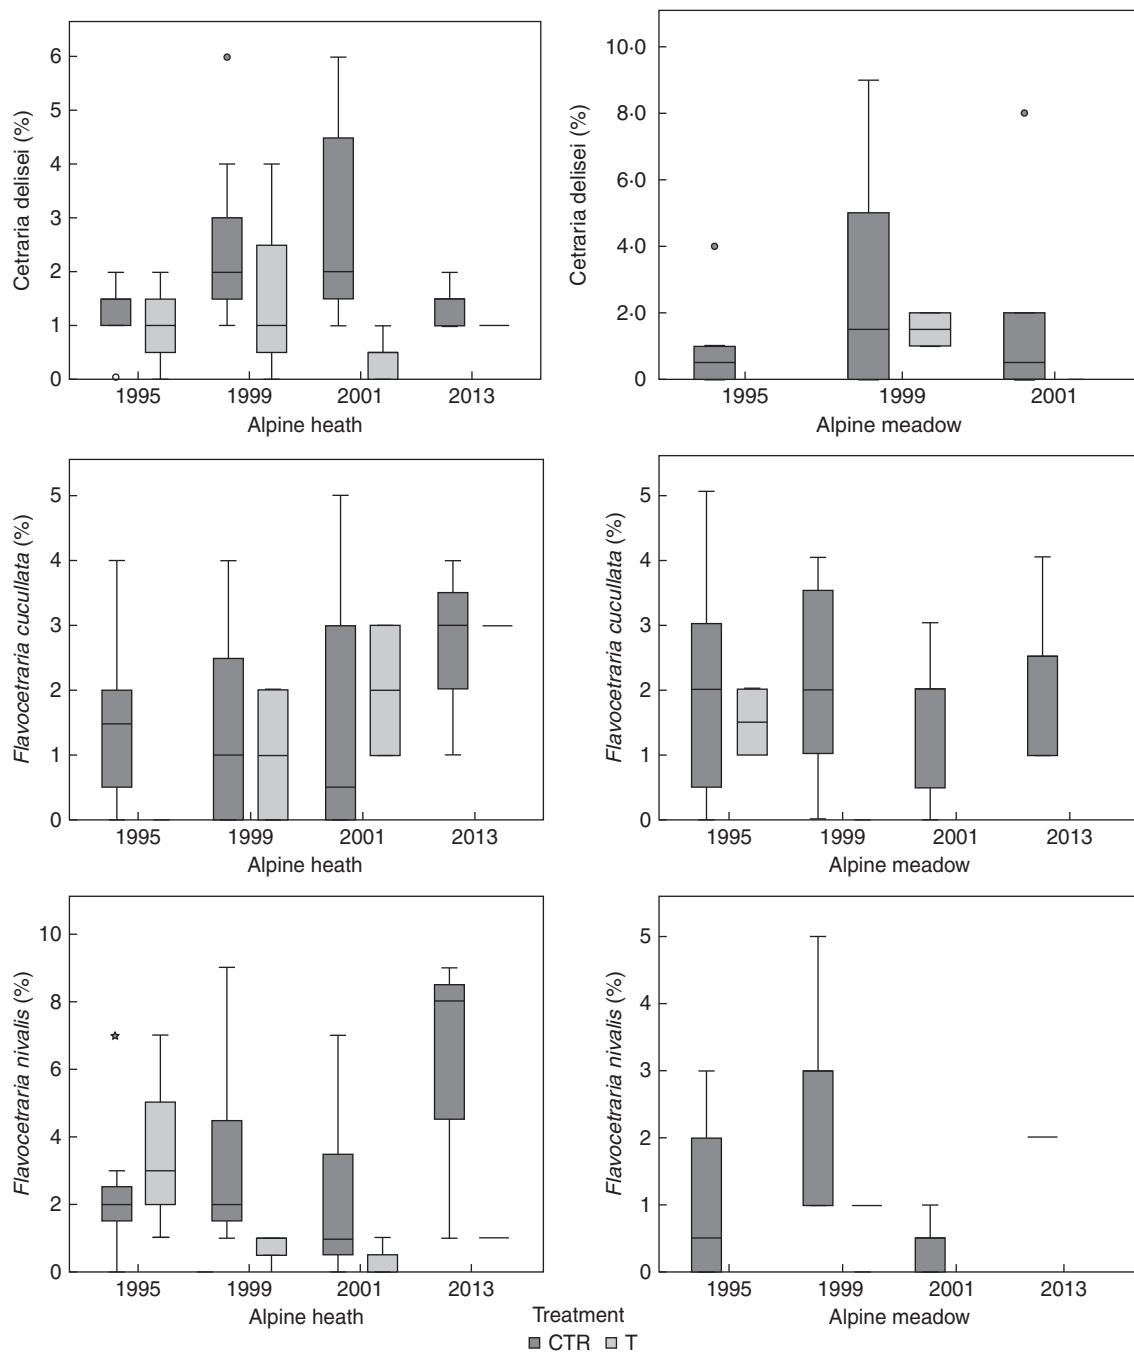 Cetraria delisei (%)
6
5
4
3
2
1
0
1995 1999 2001 2013
Alpine heath
Cetraria delisei (%)
10·0
8·0
6·0
4·0
2·0
0
1995 1999 2001
Alpine meadow
Flavocetraria cucullata (%)
5
4
3
2
1
0
1995 1999 2001 2013
Alpine heath
Flavocetraria cucullata (%)
5
4
3
2
1
0
1995 1999 2001 2013
Alpine meadow
Flavocetraria nivalis (%)
10
8
6
4
2
0
1995 1999 2001 2013
Alpine heath
Flavocetraria nivalis (%)
5
4
3
2
1
0
1995 1999 2001 2013
Alpine meadow
Treatment
CTR T